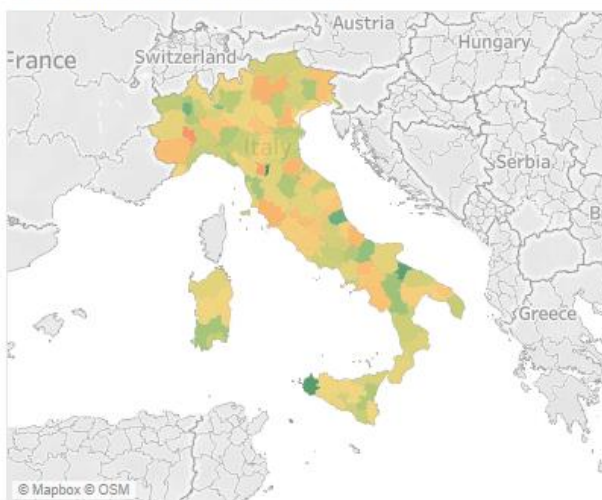 Austria
France
Switzerland
Hungary
Italy
Serbia
B
Greece
© Mapbox © OSM